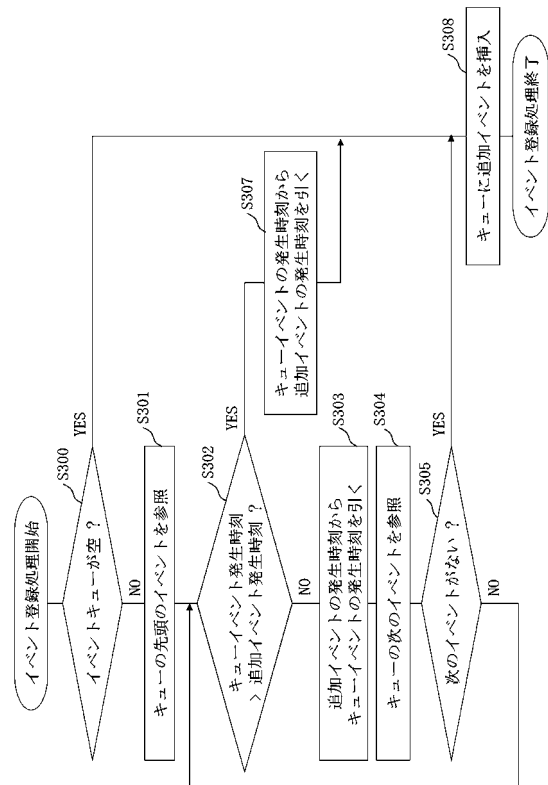 イベント登録処理開始
S300
イベントキューが空 ?
YES
NO
S301
キューの先頭のイベントを参照
S302
キューイベント発生時刻
> 追加イベント発生時刻 ?
YES
NO
S307
キューイベントの発生時刻から
追加イベントの発生時刻を引く
S303
追加イベントの発生時刻から
キューイベントの発生時刻を引く
S304
キューの次のイベントを参照
S305
次のイベントがない ?
YES
NO
S308
キューに追加イベントを挿入
イベント登録処理終了